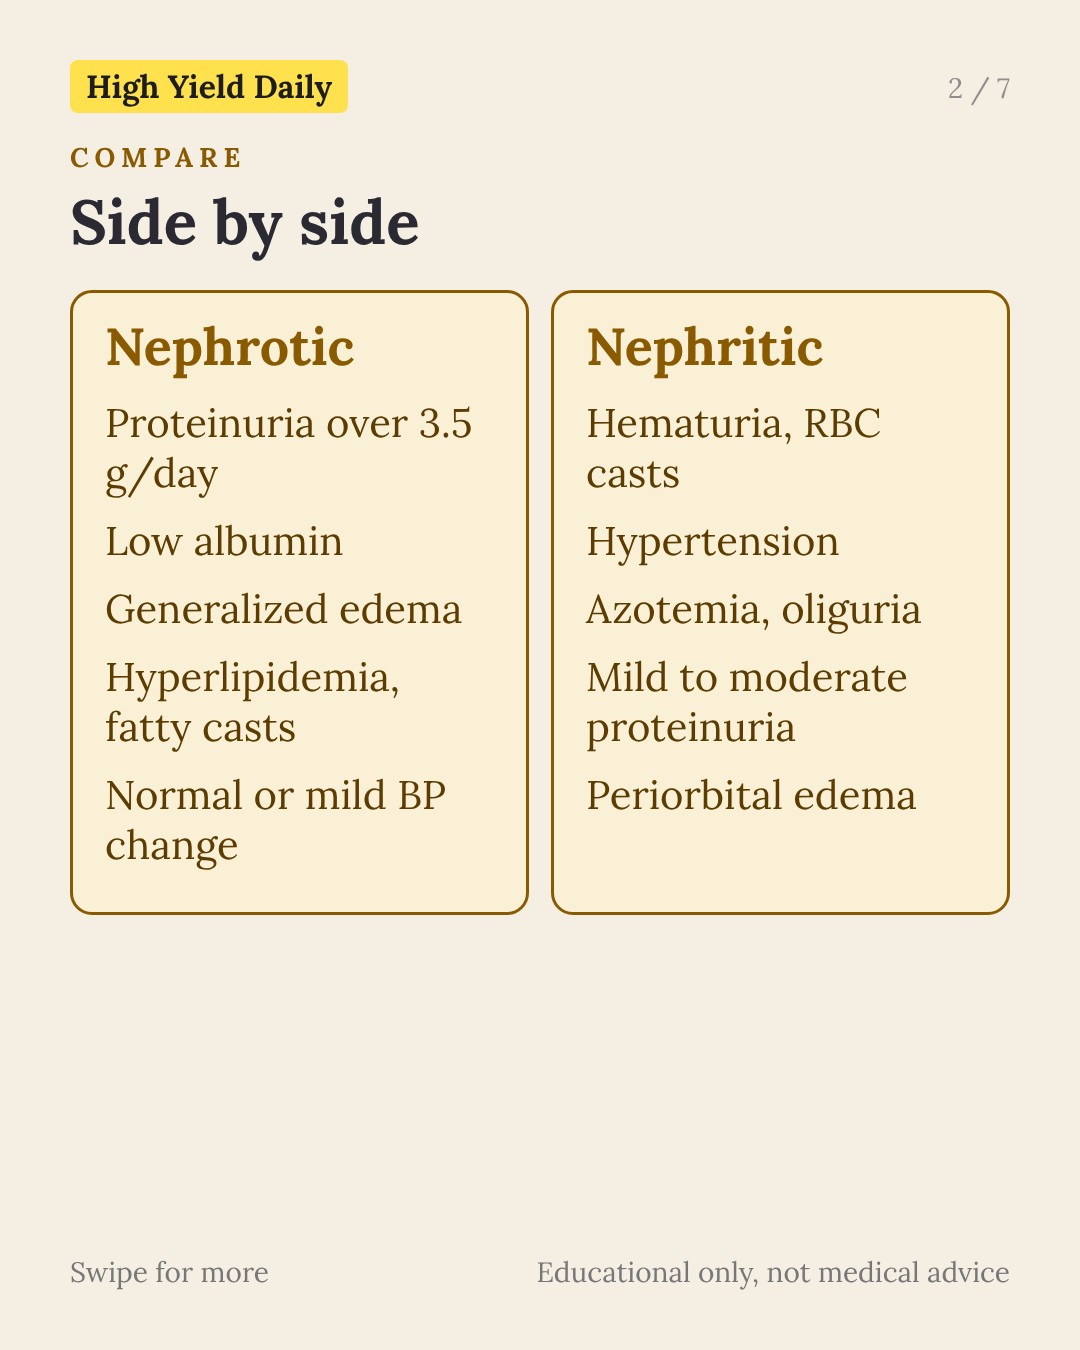 High Yield Daily
2 / 7
COMPARE
Side by side
Nephrotic
Proteinuria over 3.5
g/day
Low albumin
Generalized edema
Hyperlipidemia,
fatty casts
Normal or mild BP
change
Nephritic
Hematuria, RBC
casts
Hypertension
Azotemia, oliguria
Mild to moderate
proteinuria
Periorbital edema
Swipe for more
Educational only, not medical advice